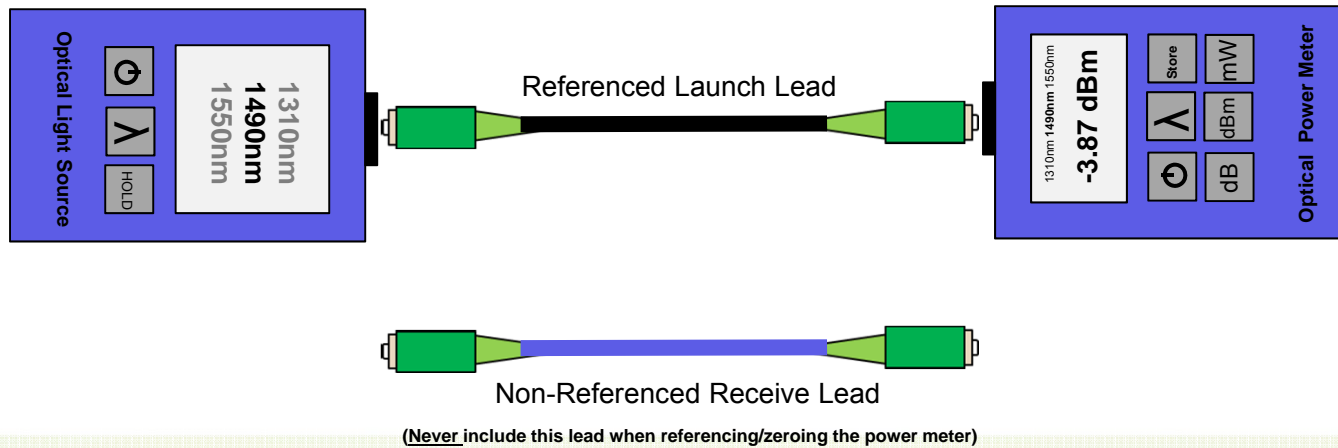 Optical Light Source
HOLD
1310nm
1490nm
1550nm
Referenced Launch Lead
1310nm 1490nm 1550nm
-3.87 dBm
Store
λ
mW
dBm
dB
Optical Power Meter
λ
Non-Referenced Receive Lead
(Never include this lead when referencing/zeroing the power meter)